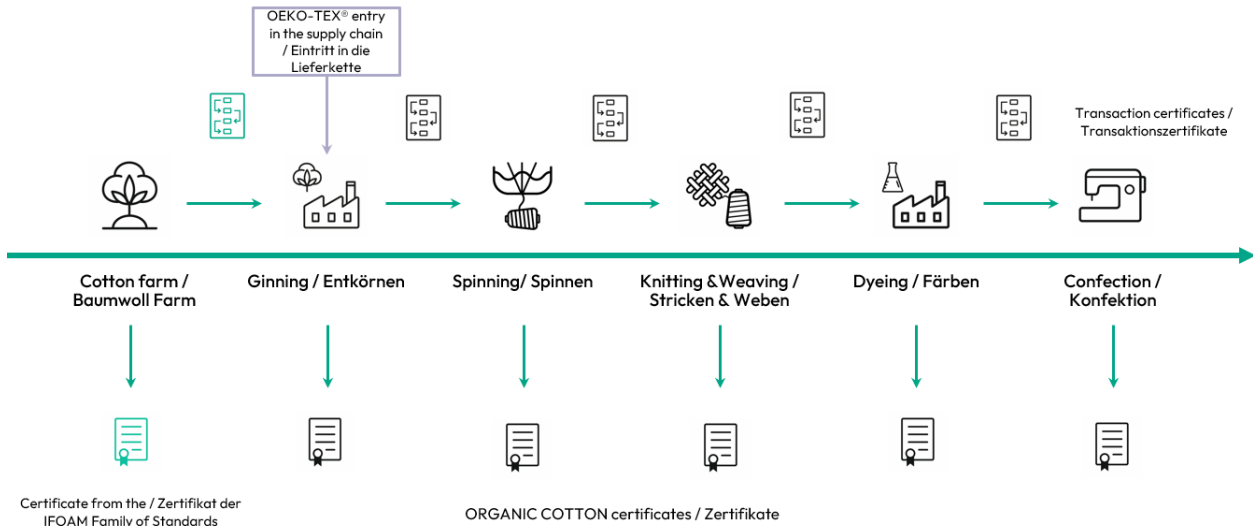 OEKO-TEX® entry
in the supply chain
/ Eintritt in die
Lieferkette
Transaction certificates /
Transaktionszertifikate
Cotton farm /
Baumwoll Farm
Ginning / Entkörnen
Spinning/ Spinnen
Knitting &Weaving /
Stricken & Weben
Dyeing / Färben
Confection /
Konfektion
Certificate from the / Zertifikat der
IFOAM Family of Standards
ORGANIC COTTON certificates / Zertifikate